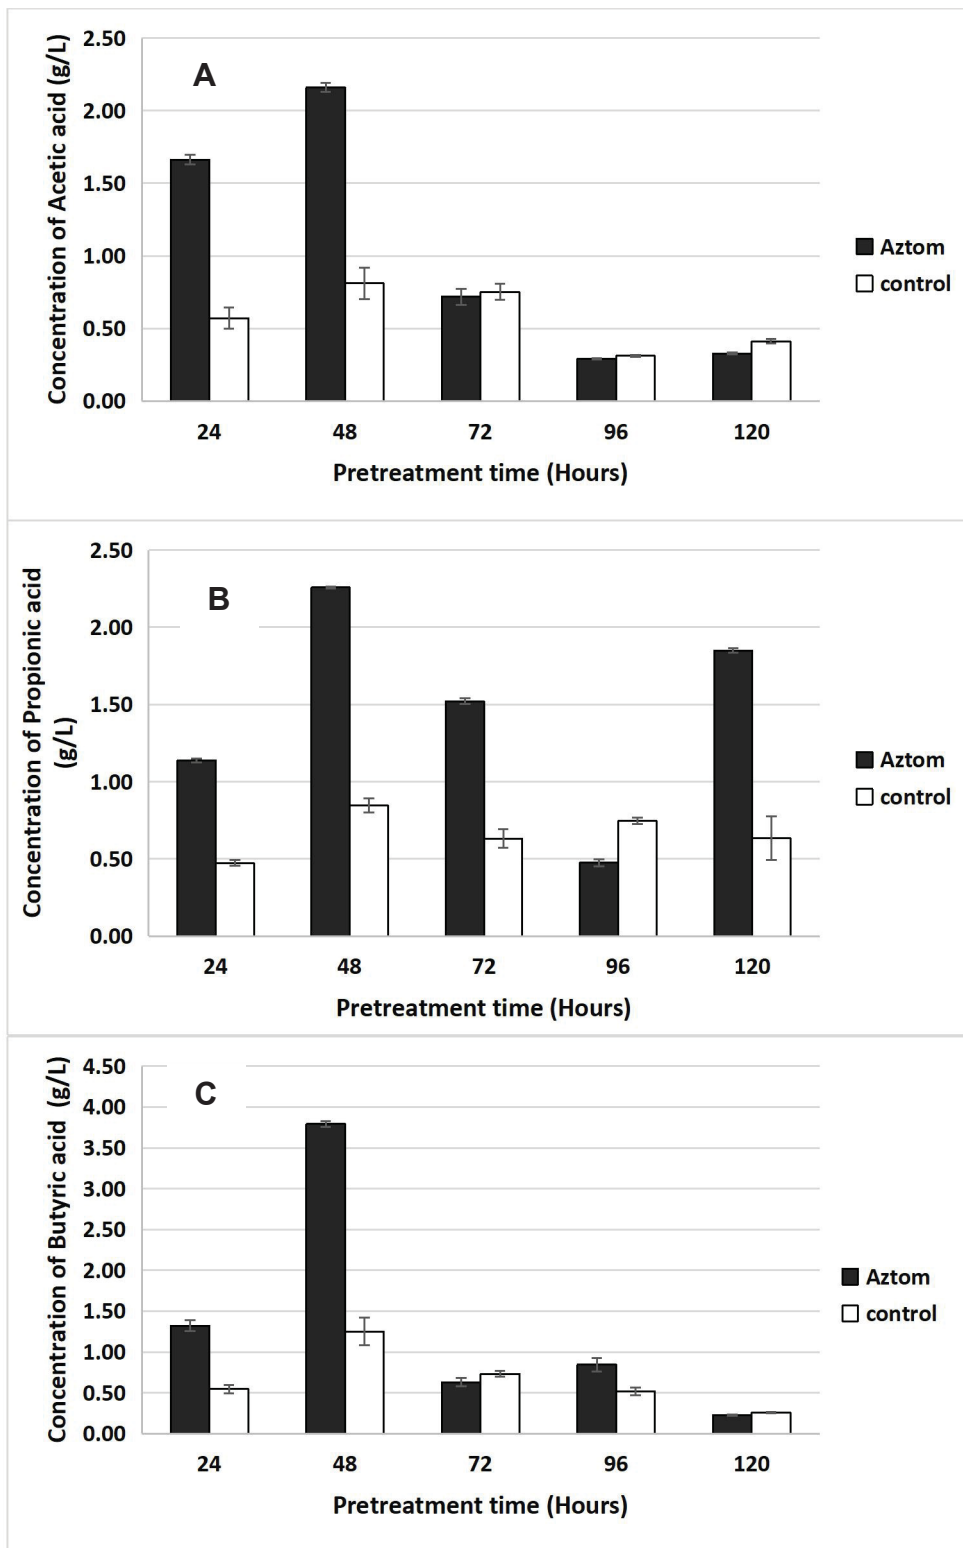 Concentration of Acetic acid (g/L)
2.50
2.00
1.50
1.00
0.50
0.00
A
24 48 72 96 120
Pretreatment time (Hours)
Aztom
control
Concentration of Propionic acid
(g/L)
2.50
2.00
1.50
1.00
0.50
0.00
B
24 48 72 96 120
Pretreatment time (Hours)
Aztom
control
Concentration of Butyric acid (g/L)
4.50
4.00
3.50
3.00
2.50
2.00
1.50
1.00
0.50
0.00
C
24 48 72 96 120
Pretreatment time (Hours)
Aztom
control